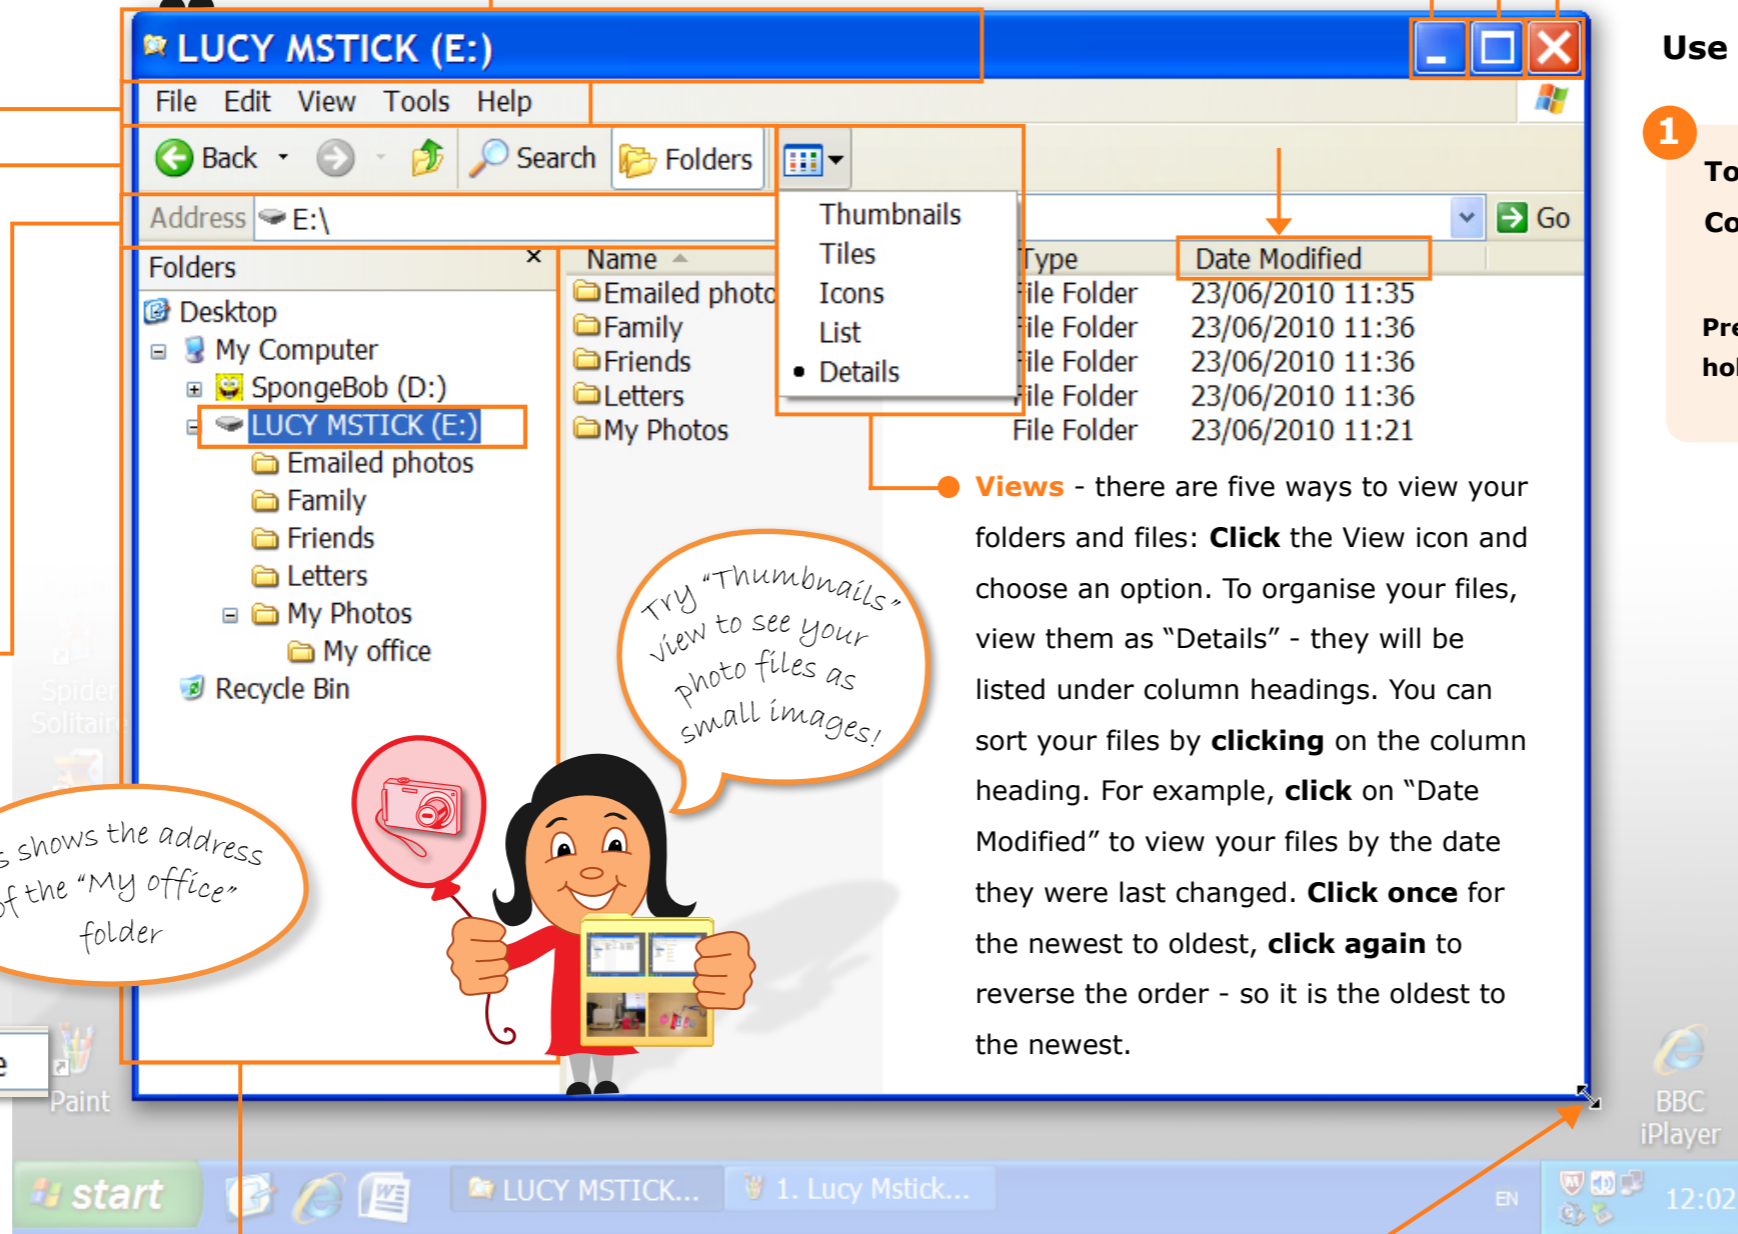 LUCY MSTICK (E:)
File Edit View Tools Help
Back Search Folders
Address E:\ Go
Thumbnails
Tiles
Icons
List
Details
Folders
Desktop
My Computer
SpongeBob (D:)
LUCY MSTICK (E:)
Emailed photos
Family
Friends
Letters
My Photos
My office
Recycle Bin
Name Type Date Modified
Emailed photo File Folder 23/06/2010 11:35
Family File Folder 23/06/2010 11:36
Friends File Folder 23/06/2010 11:36
Letters File Folder 23/06/2010 11:36
My Photos File Folder 23/06/2010 11:21
Views - there are five ways to view your
folders and files: Click the View icon and
choose an option. To organise your files,
view them as “Details” - they will be
listed under column headings. You can
sort your files by clicking on the column
heading. For example, click on “Date
Modified” to view your files by the date
they were last changed. Click once for
the newest to oldest, click again to
reverse the order - so it is the oldest to
the newest.
Try “Thumbnails”
view to see your
photo files as
small images!
s shows the address
of the “My office”
folder
Use
1
To
Co
Pre
hol
Spider
Solitaire
e
Paint
BBC
iPlayer
start
LUCY MSTICK...
1. Lucy Mstick...
EN
12:02